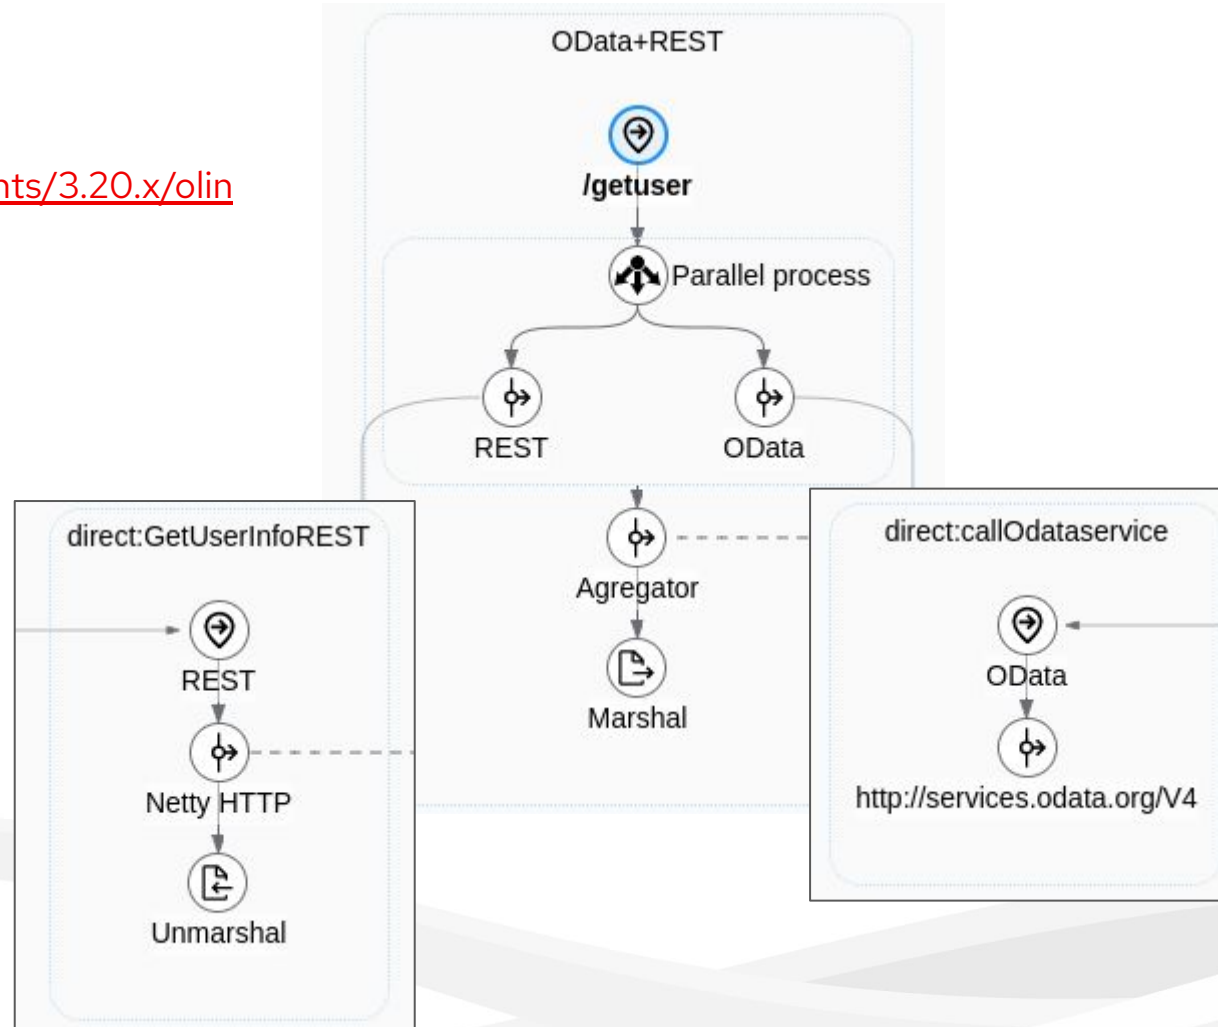 OData+REST
nts/3.20.x/olin
/getuser
Parallel process
REST
OData
Agregator
Marshal
direct:GetUserInfoREST
REST
Netty HTTP
Unmarshal
direct:callOdataservice
OData
http://services.odata.org/V4